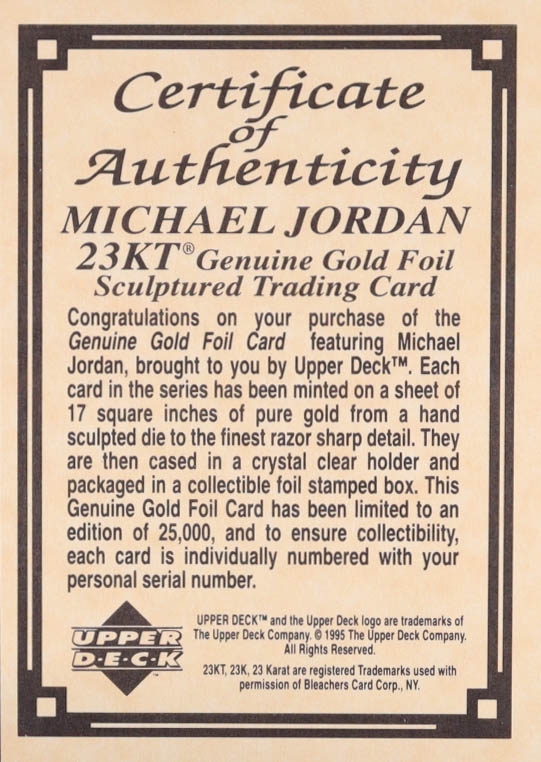 Certificate
of
Authenticity
MICHAEL JORDAN
23KT® Genuine Gold Foil
Sculptured Trading Card
Congratulations on your purchase of the
Genuine Gold Foil Card featuring Michael
Jordan, brought to you by Upper Deck™. Each
card in the series has been minted on a sheet of
17 square inches of pure gold from a hand
sculpted die to the finest razor sharp detail. They
are then cased in a crystal clear holder and
packaged in a collectible foil stamped box. This
Genuine Gold Foil Card has been limited to an
edition of 25,000, and to ensure collectibility,
each card is individually numbered with your
personal serial number.
UPPER
D·E·C·K
™
UPPER DECK™ and the Upper Deck logo are trademarks of
The Upper Deck Company. © 1995 The Upper Deck Company.
All Rights Reserved.
23KT, 23K, 23 Karat are registered Trademarks used with
permission of Bleachers Card Corp., NY.